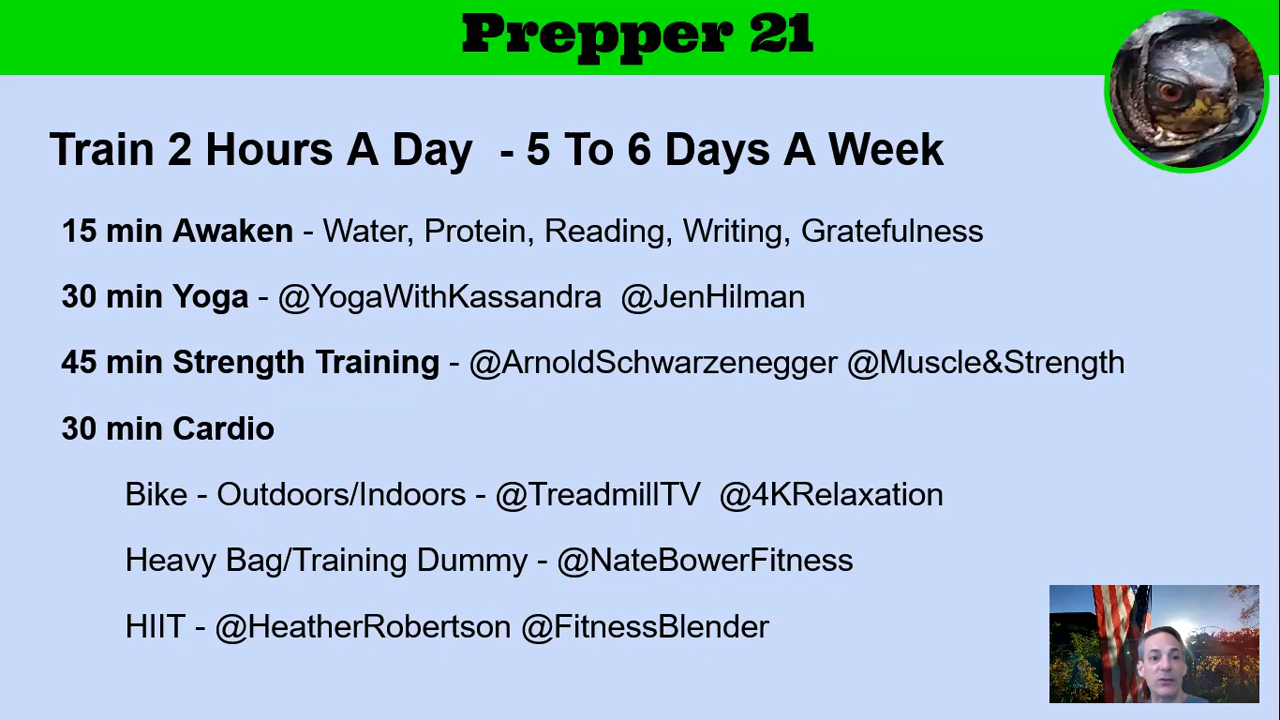 Prepper 21
Train 2 Hours A Day - 5 To 6 Days A Week
15 min Awaken - Water, Protein, Reading, Writing, Gratefulness
30 min Yoga - @YogaWithKassandra @JenHilman
45 min Strength Training - @ArnoldSchwarzenegger @Muscle&Strength
30 min Cardio
Bike - Outdoors/Indoors - @TreadmillTV @4KRelaxation
Heavy Bag/Training Dummy - @NateBowerFitness
HIIT - @HeatherRobertson @FitnessBlender